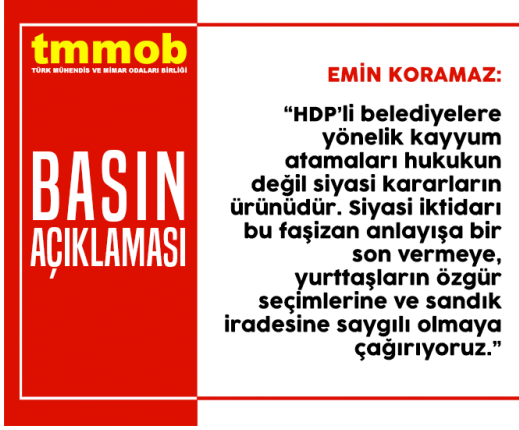 tmmob
TÜRK MÜHENDİS VE MİMAR ODALARI BİRLİĞİ
BASIN
AÇIKLAMASI
EMİN KORAMAZ:
“HDP’li belediyelere
yönelik kayyum
atamaları hukukun
değil siyasi kararların
ürünüdür. Siyasi iktidarı
bu faşizan anlayışa bir
son vermeye,
yurttaşların özgür
seçimlerine ve sandık
iradesine saygılı olmaya
çağırıyoruz.”